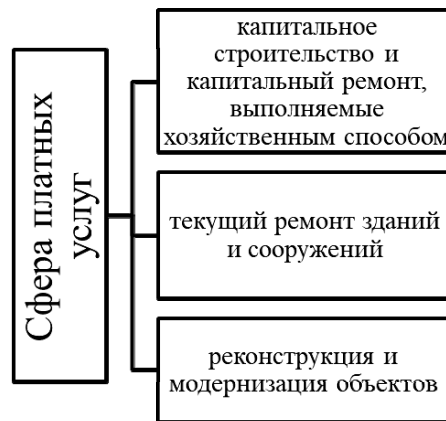 Сфера платных
услуг
капитальное
строительство и
капитальный ремонт,
выполняемые
хозяйственным способом
текущий ремонт зданий
и сооружений
реконструкция и
модернизация объектов